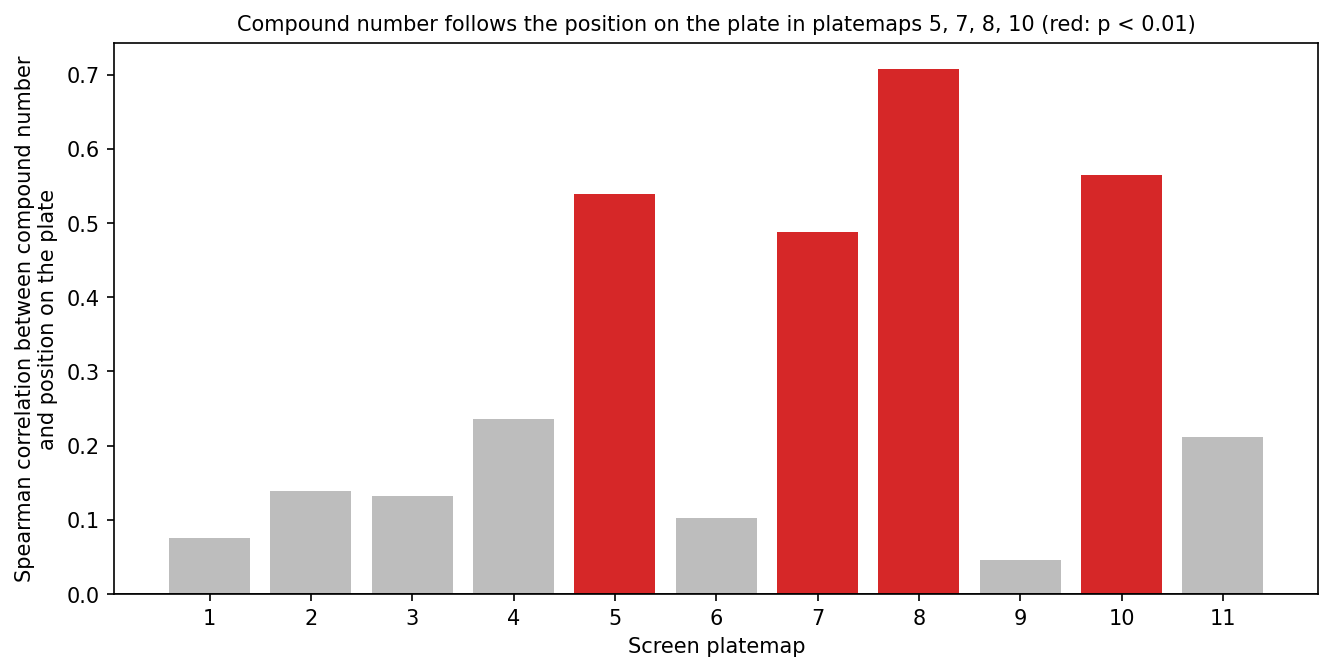 Compound number follows the position on the plate in platemaps 5, 7, 8, 10 (red: p < 0.01)
Spearman correlation between compound number
and position on the plate
0.7
0.6
0.5
0.4
0.3
0.2
0.1
0.0
1 2 3 4 5 6 7 8 9 10 11
Screen platemap